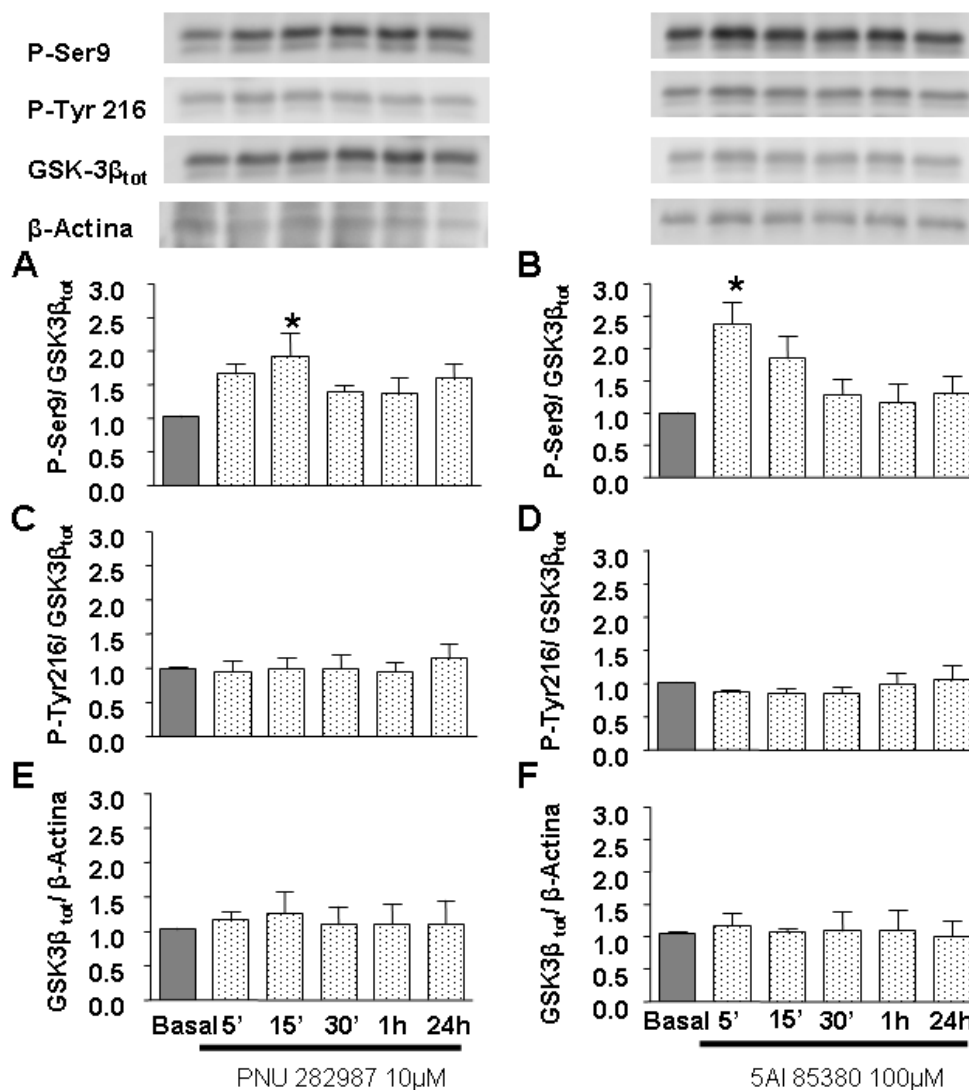 P-Ser9
P-Tyr 216
GSK-3βtot
β-Actina
A
P-Ser9/ GSK3βtot
3.0
2.5
2.0
1.5
1.0
0.5
0.0
*
B
P-Ser9/ GSK3βtot
3.0
2.5
2.0
1.5
1.0
0.5
0.0
*
C
P-Tyr216/ GSK3βtot
3.0
2.5
2.0
1.5
1.0
0.5
0.0
D
P-Tyr216/ GSK3βtot
3.0
2.5
2.0
1.5
1.0
0.5
0.0
E
GSK3βtot/ β-Actina
3.0
2.5
2.0
1.5
1.0
0.5
0.0
Basal 5’ 15’ 30’ 1h 24h
PNU 282987 10μM
F
GSK3βtot/ β-Actina
3.0
2.5
2.0
1.5
1.0
0.5
0.0
Basal 5’ 15’ 30’ 1h 24h
5AI 85380 100μM